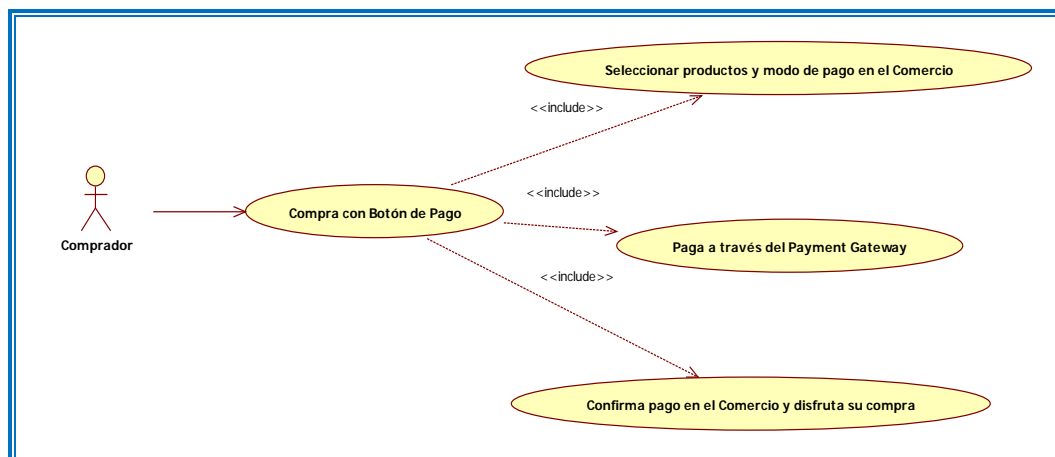 Seleccionar productos y modo de pago en el Comercio
<<include>>
<<include>>
Compra con Botón de Pago
Comprador
Paga a través del Payment Gateway
<<include>>
Confirma pago en el Comercio y disfruta su compra